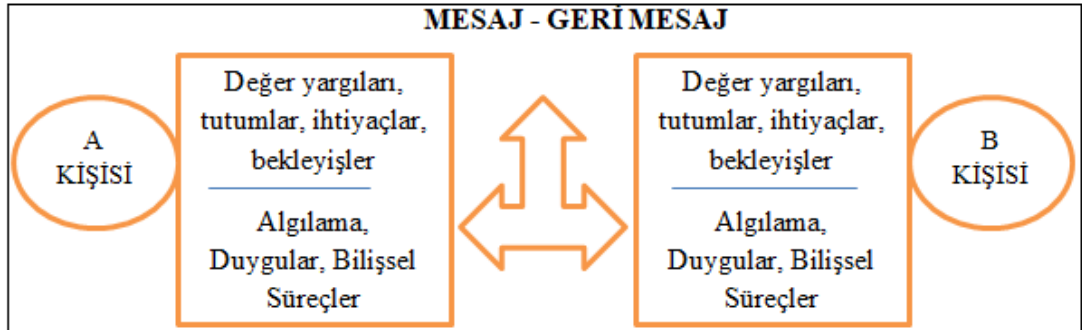 MESAJ - GERİ MESAJ
A
KİŞİSİ
Değer yargıları,
tutumlar, ihtiyaçlar,
bekleyişler
Algılama,
Duygular, Bilişsel
Süreçler
Değer yargıları,
tutumlar, ihtiyaçlar,
bekleyişler
Algılama,
Duygular, Bilişsel
Süreçler
B
KİŞİSİ